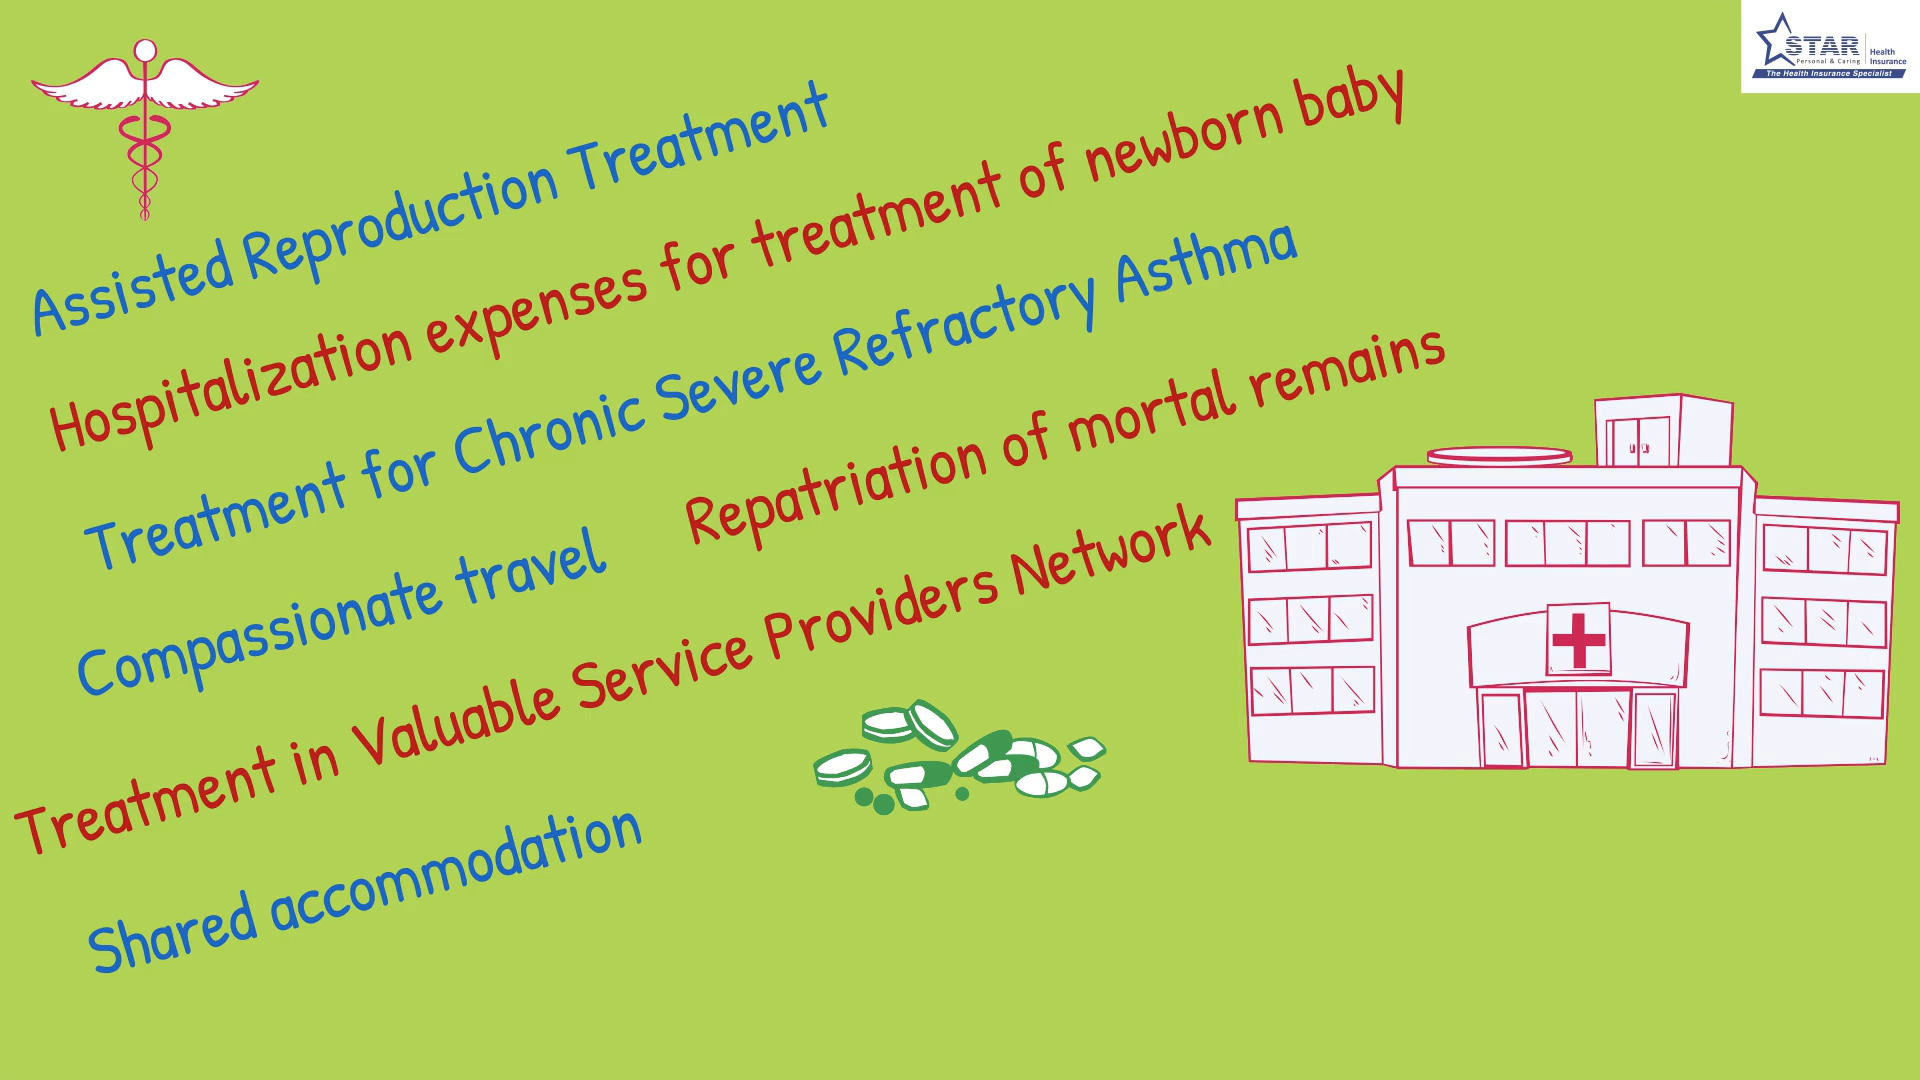 STAR
Health
Insurance
Personal & Caring
The Health Insurance Specialist
Assisted Reproduction Treatment
Hospitalization expenses for treatment of newborn baby
Treatment for Chronic Severe Refractory Asthma
Compassionate travel
Repatriation of mortal remains
Treatment in Valuable Service Providers Network
Shared accommodation